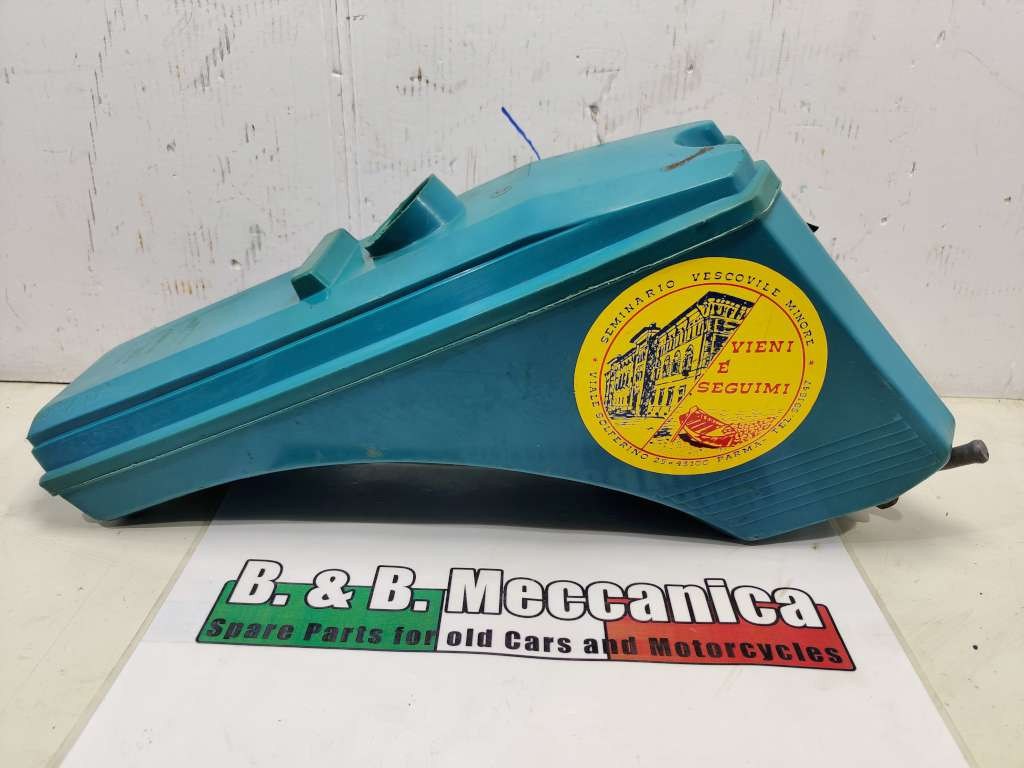 * SEMINARIO VESCOVILE MINORE *
VIENI
E
SEGUIMI
VIALE SOLFERINO 25 - 43100 PARMA - TEL.
B. & B. Meccanica
Spare Parts for old Cars and Motorcycles